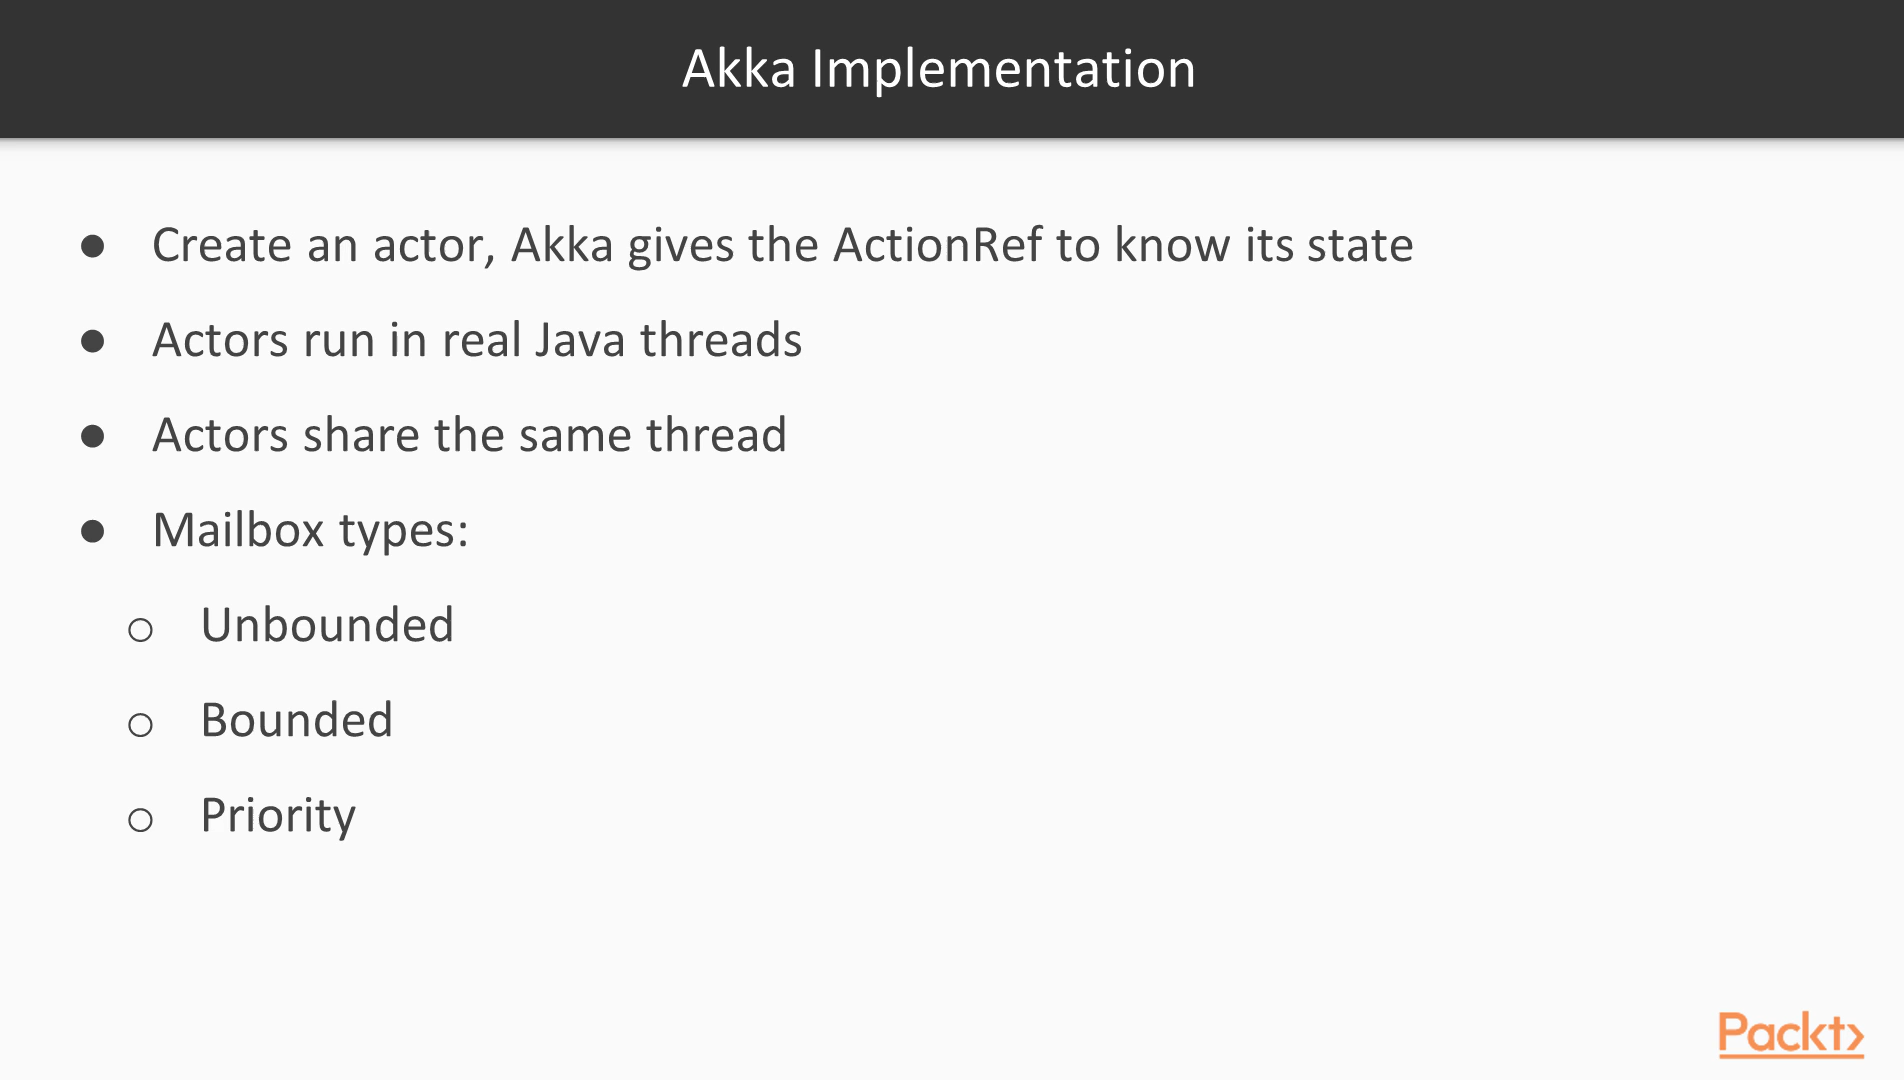 Akka Implementation
● Create an actor, Akka gives the ActionRef to know its state
● Actors run in real Java threads
● Actors share the same thread
● Mailbox types:
○ Unbounded
○ Bounded
○ Priority
Packt>